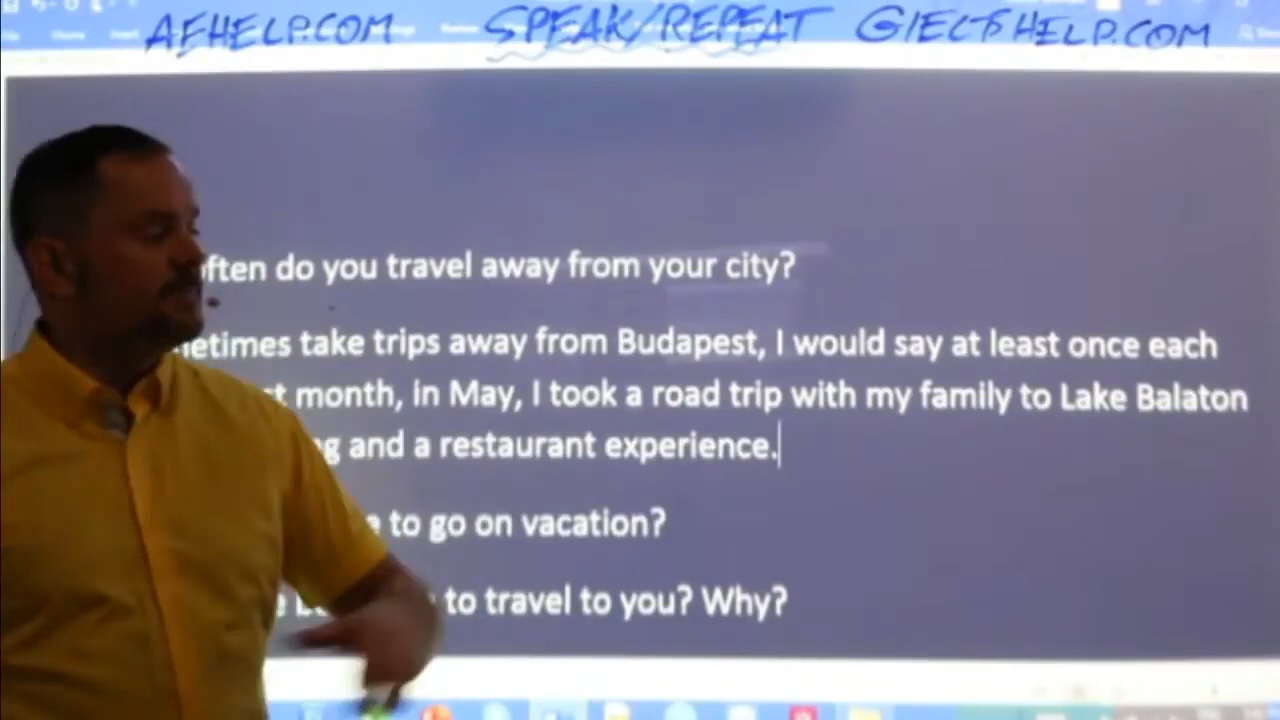 AEHELP.COM SPEAK/REPEAT GIELTSHELP.COM
often do you travel away from your city?
take trips away from Budapest, I would say at least once each
month, in May, I took a road trip with my family to Lake Balaton
and a restaurant experience.
to go on vacation?
to travel to you? Why?